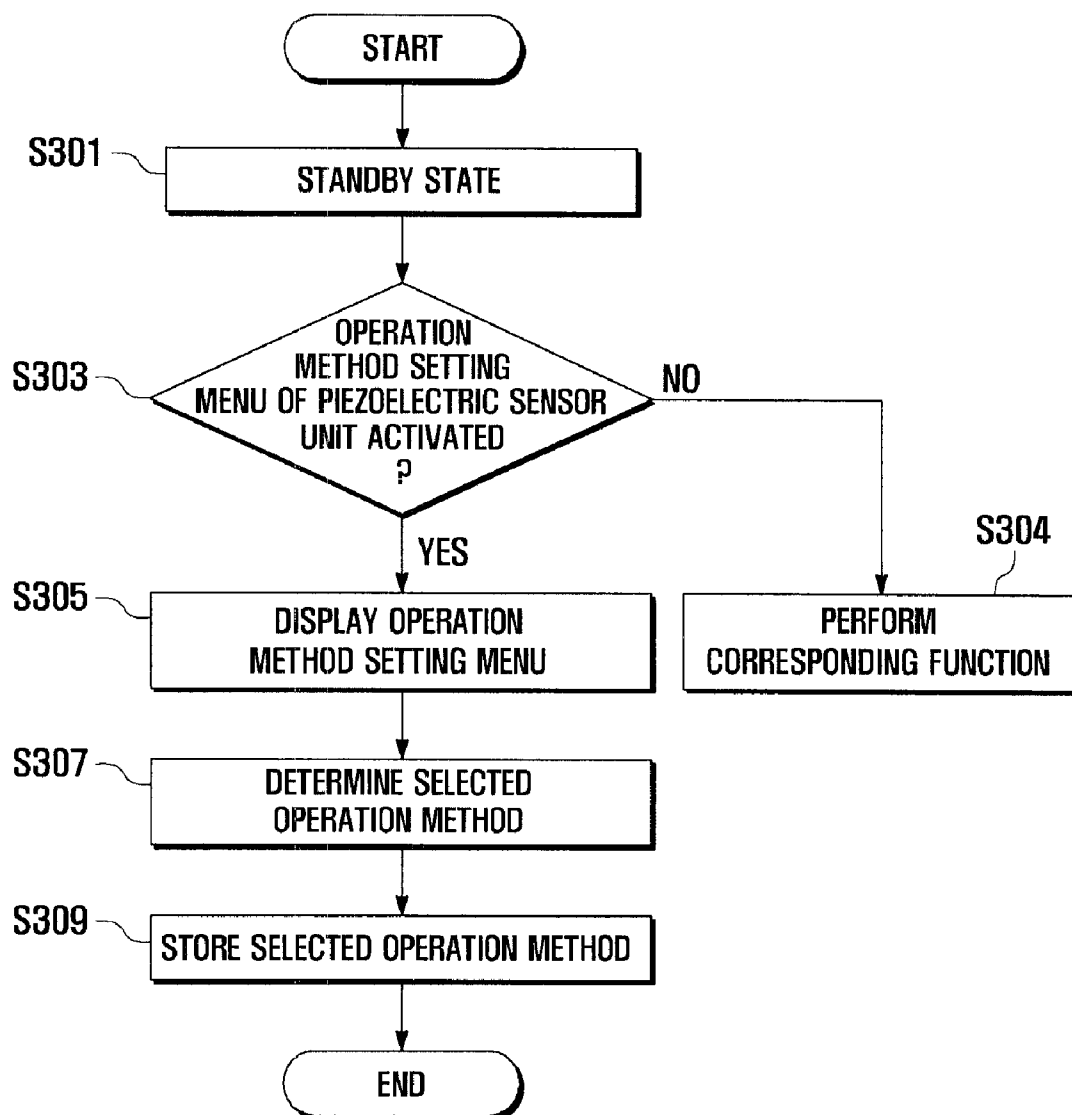 START
S301
STANDBY STATE
S303
OPERATION
METHOD SETTING
MENU OF PIEZOELECTRIC SENSOR
UNIT ACTIVATED
?
NO
YES
S304
PERFORM
CORRESPONDING FUNCTION
S305
DISPLAY OPERATION
METHOD SETTING MENU
S307
DETERMINE SELECTED
OPERATION METHOD
S309
STORE SELECTED OPERATION METHOD
END